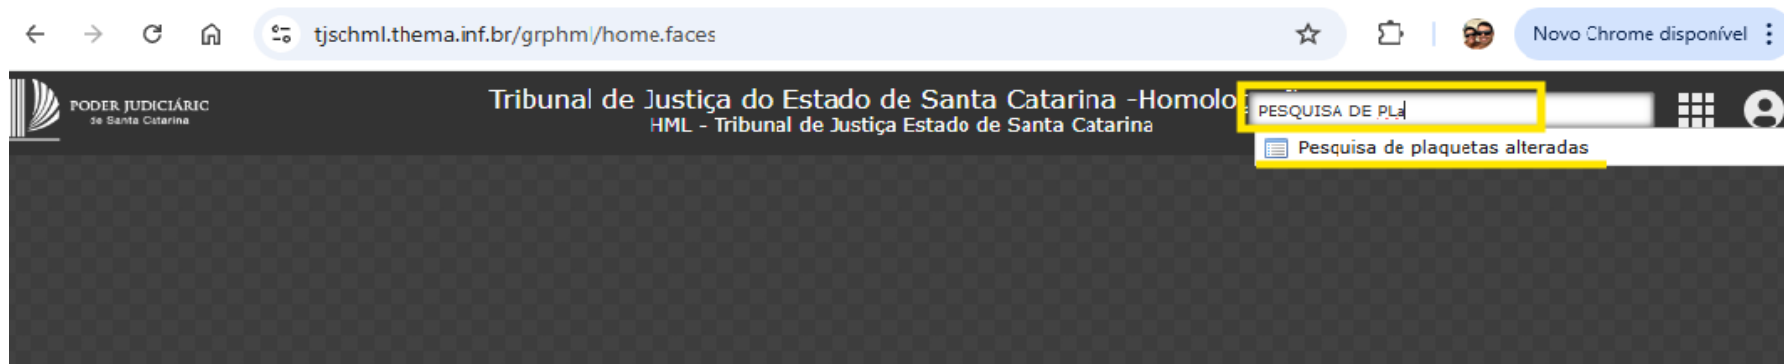 tjschml.thema.inf.br/grphml/home.faces
Novo Chrome disponível
PODER JUDICIÁRIO
de Santa Catarina
Tribunal de Justiça do Estado de Santa Catarina -Homolo
HML - Tribunal de Justiça Estado de Santa Catarina
PESQUISA DE PLa
Pesquisa de plaquetas alteradas